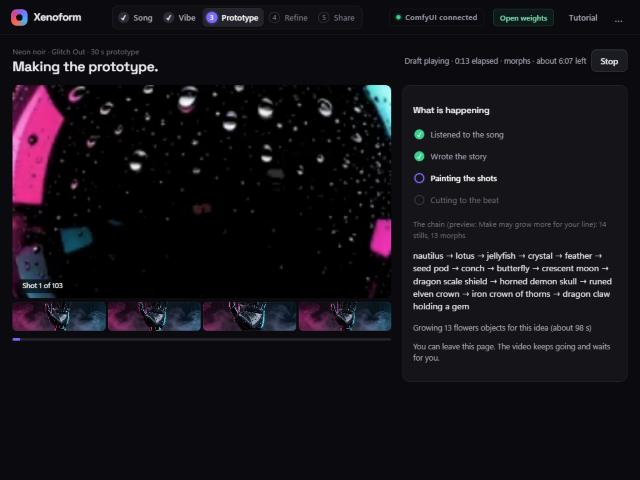 Xenoform
Song
Vibe
3 Prototype
4 Refine
5 Share
ComfyUI connected
Open weights
Tutorial
...
Neon noir · Glitch Out · 30 s prototype
Making the prototype.
Draft playing · 0:13 elapsed · morphs · about 6:07 left
Stop
Shot 1 of 103
What is happening
Listened to the song
Wrote the story
Painting the shots
Cutting to the beat
The chain (preview: Make may grow more for your line): 14
stills, 13 morphs
nautilus → lotus → jellyfish → crystal → feather →
seed pod → conch → butterfly → crescent moon →
dragon scale shield → horned demon skull → runed
elven crown → iron crown of thorns → dragon claw
holding a gem
Growing 13 flowers objects for this idea (about 98 s)
You can leave this page. The video keeps going and waits
for you.